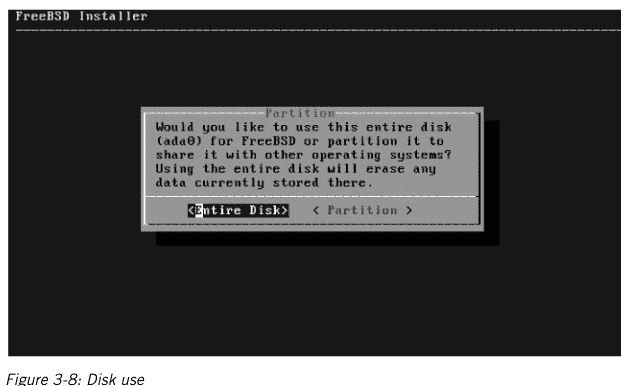 FreeBSD Installer
Partition
Would you like to use this entire disk
(ada0) for FreeBSD or partition it to
share it with other operating systems?
Using the entire disk will erase any
data currently stored there.
<Entire Disk> < Partition >
Figure 3-8: Disk use